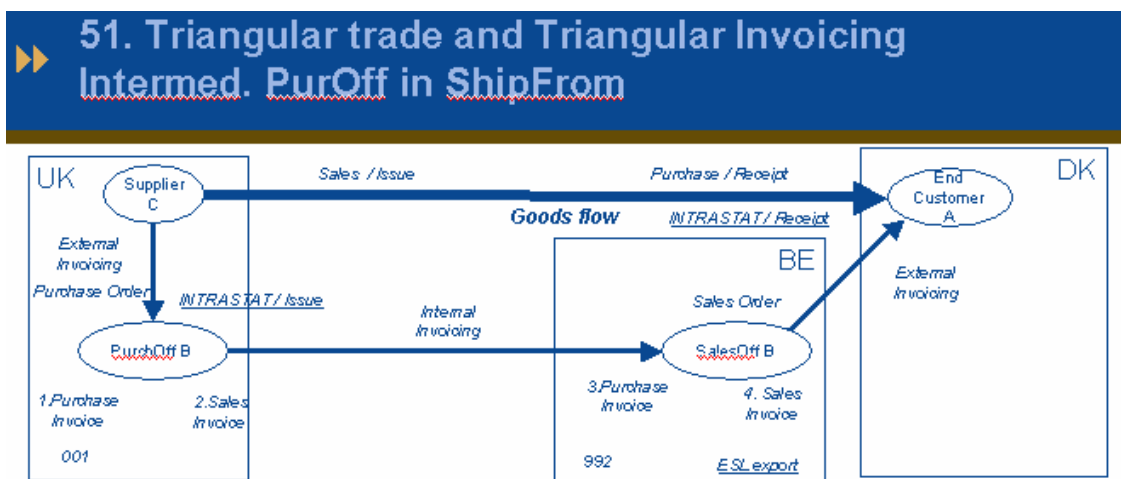 51. Triangular trade and Triangular Invoicing
Intermed. PurOff in ShipFrom
UK
Supplier
C
Sales / Issue
Purchase / Receipt
End
Customer
A
DK
Goods flow
INTRASTAT / Receipt
External
Invoicing
BE
Purchase Order
INTRASTAT / Issue
Internal
Invoicing
Sales Order
External
Invoicing
PurchOff B
SalesOff B
1.Purchase
Invoice
2.Sales
Invoice
3.Purchase
Invoice
4. Sales
Invoice
001
992
ESL export